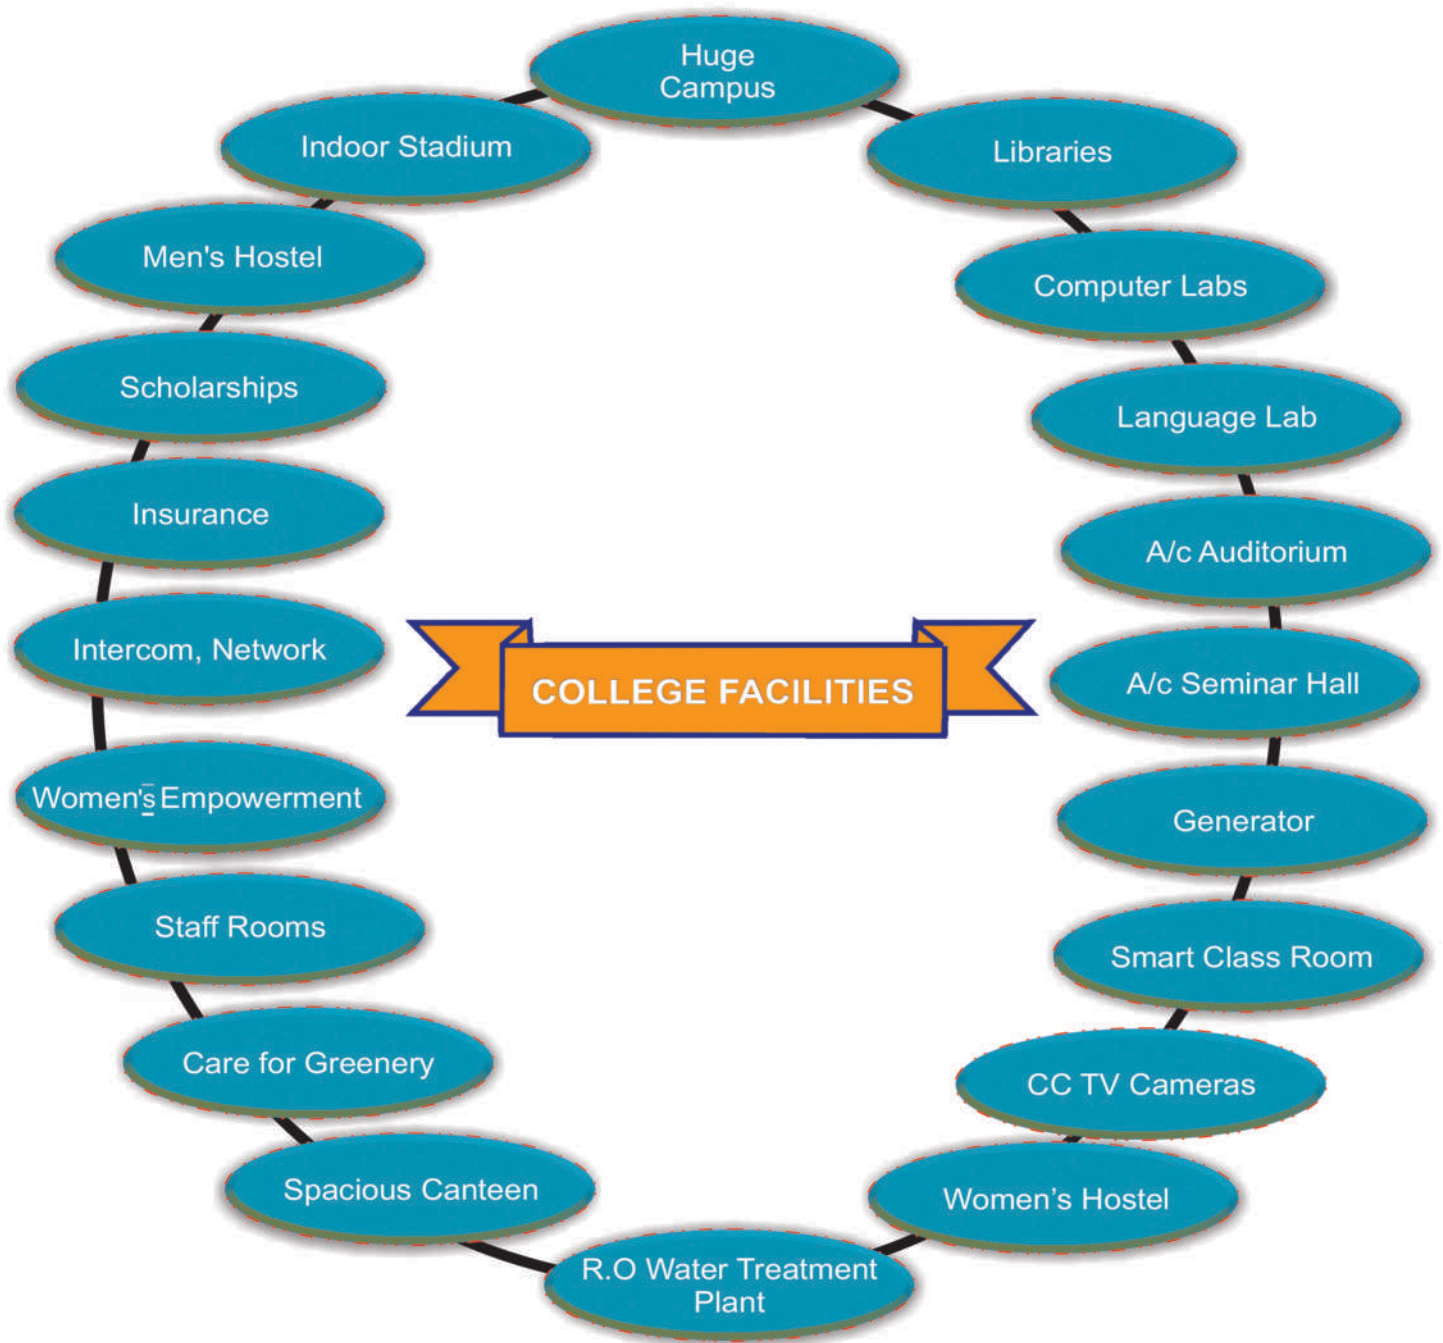 Huge
Campus
Libraries
Computer Labs
Language Lab
A/c Auditorium
A/c Seminar Hall
Generator
Smart Class Room
CC TV Cameras
Women’s Hostel
R.O Water Treatment
Plant
Spacious Canteen
Care for Greenery
Staff Rooms
Women's Empowerment
Intercom, Network
Insurance
Scholarships
Men's Hostel
Indoor Stadium
COLLEGE FACILITIES